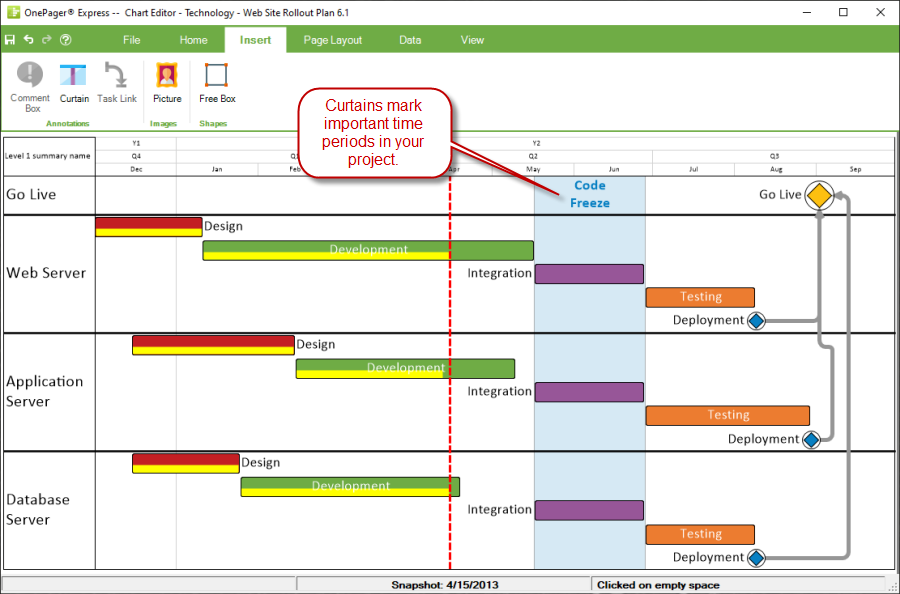 OnePager® Express -- Chart Editor - Technology - Web Site Rollout Plan 6.1
File Home Insert Page Layout Data View
Comment Box
Curtain
Task Link
Picture
Free Box
Annotations Images Shapes
Curtains mark
important time
periods in your
project.
Level 1 summary name
Y1 Y2
Q4 Q1 Q2 Q3
Dec Jan Feb Apr May Jun Jul Aug Sep
Code
Freeze
Go Live
Go Live
Web Server
Design
Development
Integration
Testing
Deployment
Application
Server
Design
Development
Integration
Testing
Deployment
Database
Server
Design
Development
Integration
Testing
Deployment
Snapshot: 4/15/2013
Clicked on empty space